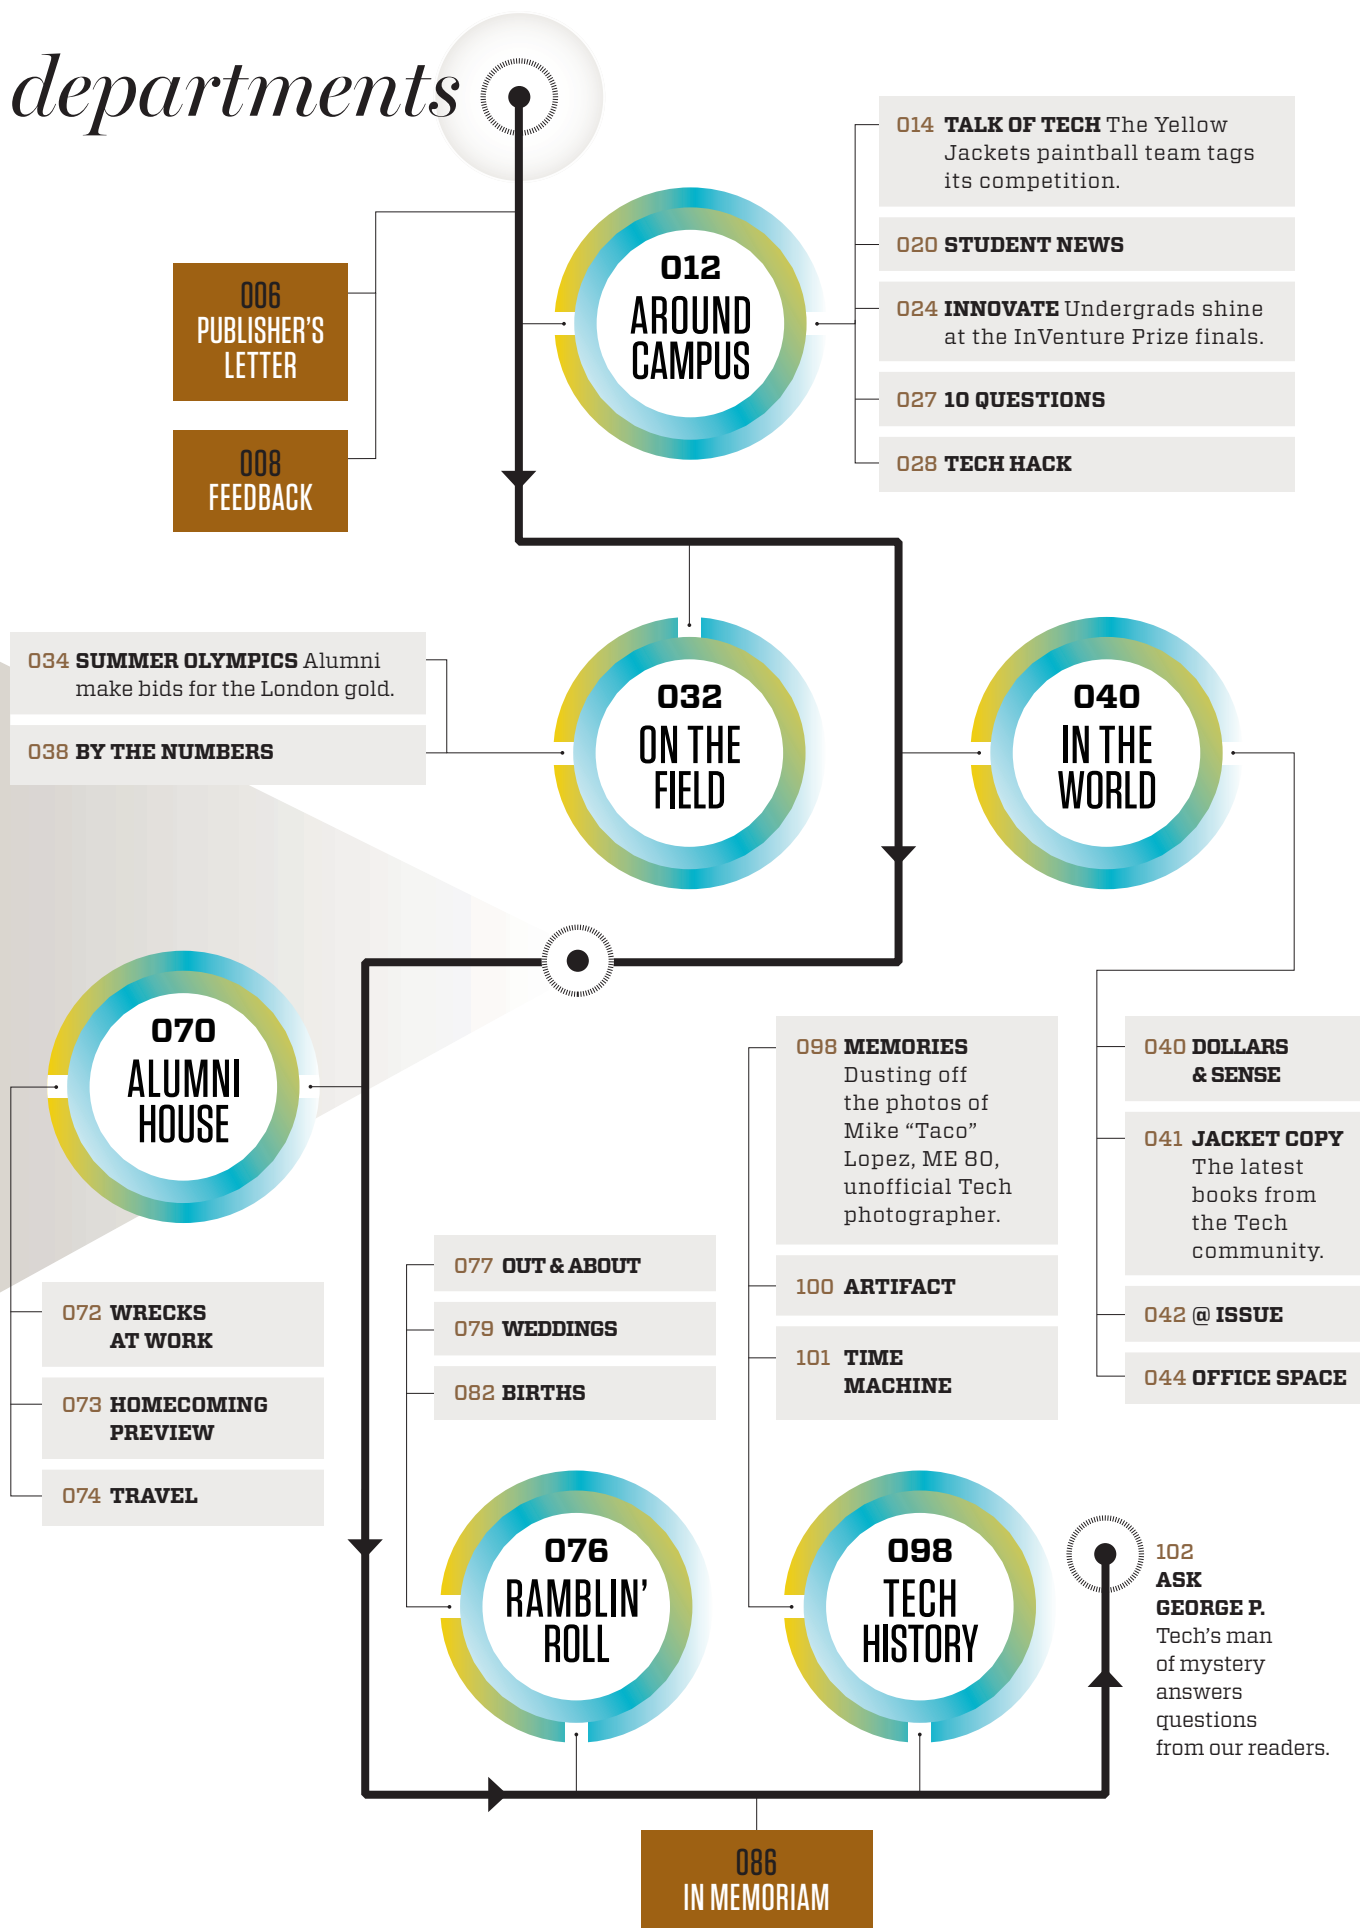 departments
006
PUBLISHER'S
LETTER
008
FEEDBACK
012
AROUND
CAMPUS
014 TALK OF TECH The Yellow
Jackets paintball team tags
its competition.
020 STUDENT NEWS
024 INNOVATE Undergrads shine
at the InVenture Prize finals.
027 10 QUESTIONS
028 TECH HACK
032
ON THE
FIELD
034 SUMMER OLYMPICS Alumni
make bids for the London gold.
038 BY THE NUMBERS
040
IN THE
WORLD
040 DOLLARS
& SENSE
041 JACKET COPY
The latest
books from
the Tech
community.
042 @ ISSUE
044 OFFICE SPACE
070
ALUMNI
HOUSE
072 WRECKS
AT WORK
073 HOMECOMING
PREVIEW
074 TRAVEL
077 OUT & ABOUT
079 WEDDINGS
082 BIRTHS
076
RAMBLIN'
ROLL
098 MEMORIES
Dusting off
the photos of
Mike “Taco”
Lopez, ME 80,
unofficial Tech
photographer.
100 ARTIFACT
101 TIME
MACHINE
098
TECH
HISTORY
086
IN MEMORIAM
102
ASK
GEORGE P.
Tech's man
of mystery
answers
questions
from our readers.